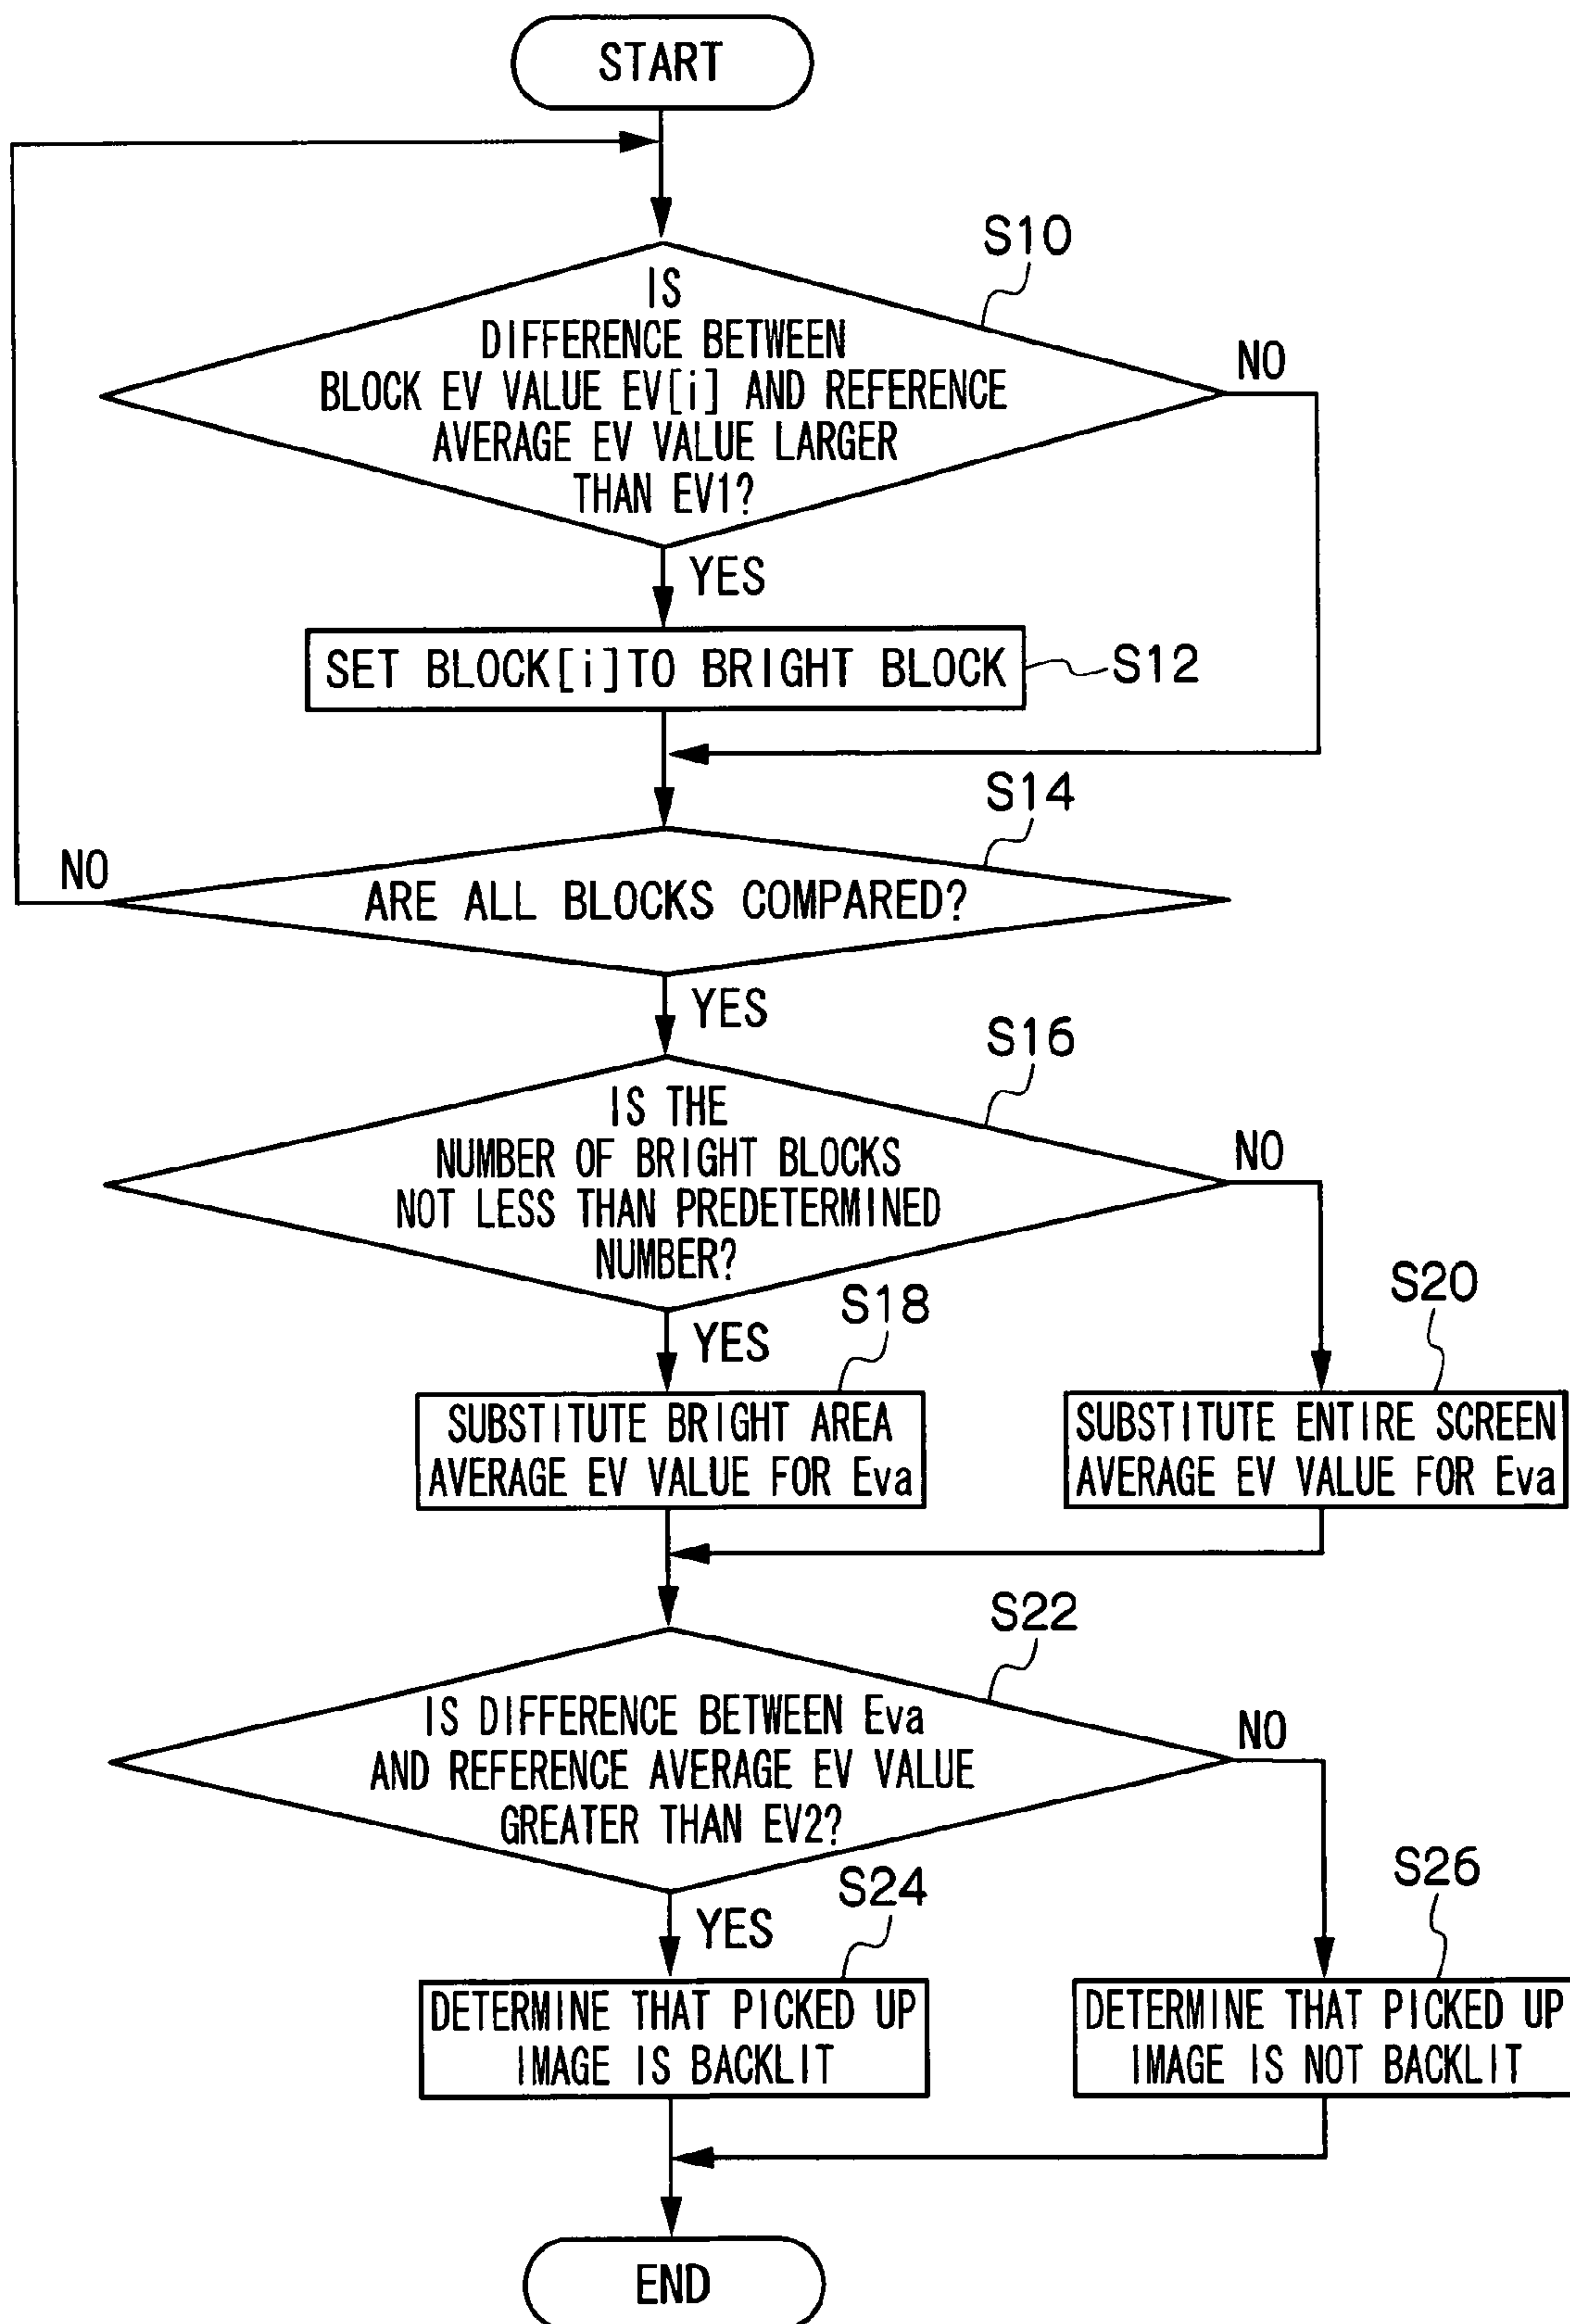 START
S10
IS
DIFFERENCE BETWEEN
BLOCK EV VALUE EV[i] AND REFERENCE
AVERAGE EV VALUE LARGER
THAN EV1?
NO
YES
SET BLOCK[i]TO BRIGHT BLOCK
S12
S14
NO
ARE ALL BLOCKS COMPARED?
YES
S16
IS THE
NUMBER OF BRIGHT BLOCKS
NOT LESS THAN PREDETERMINED
NUMBER?
NO
YES
S18
S20
SUBSTITUTE BRIGHT AREA
AVERAGE EV VALUE FOR Eva
SUBSTITUTE ENTIRE SCREEN
AVERAGE EV VALUE FOR Eva
S22
IS DIFFERENCE BETWEEN Eva
AND REFERENCE AVERAGE EV VALUE
GREATER THAN EV2?
NO
YES
S24
S26
DETERMINE THAT PICKED UP
IMAGE IS BACKLIT
DETERMINE THAT PICKED UP
IMAGE IS NOT BACKLIT
END